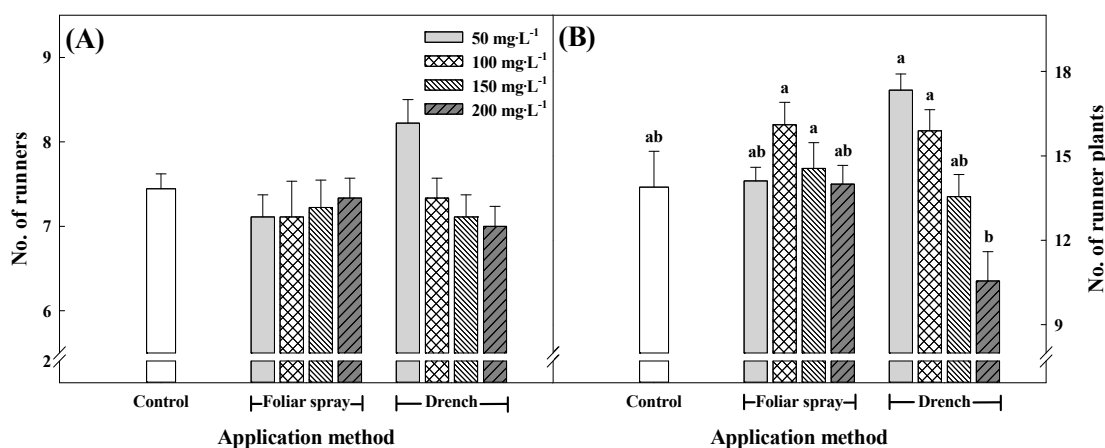 (A)
50 mg·L⁻¹
100 mg·L⁻¹
150 mg·L⁻¹
200 mg·L⁻¹
No. of runners
9
8
7
6
2
Control
Foliar spray
Drench
Application method
(B)
ab
ab
a
a
ab
a
a
ab
b
No. of runner plants
18
15
12
9
2
Control
Foliar spray
Drench
Application method